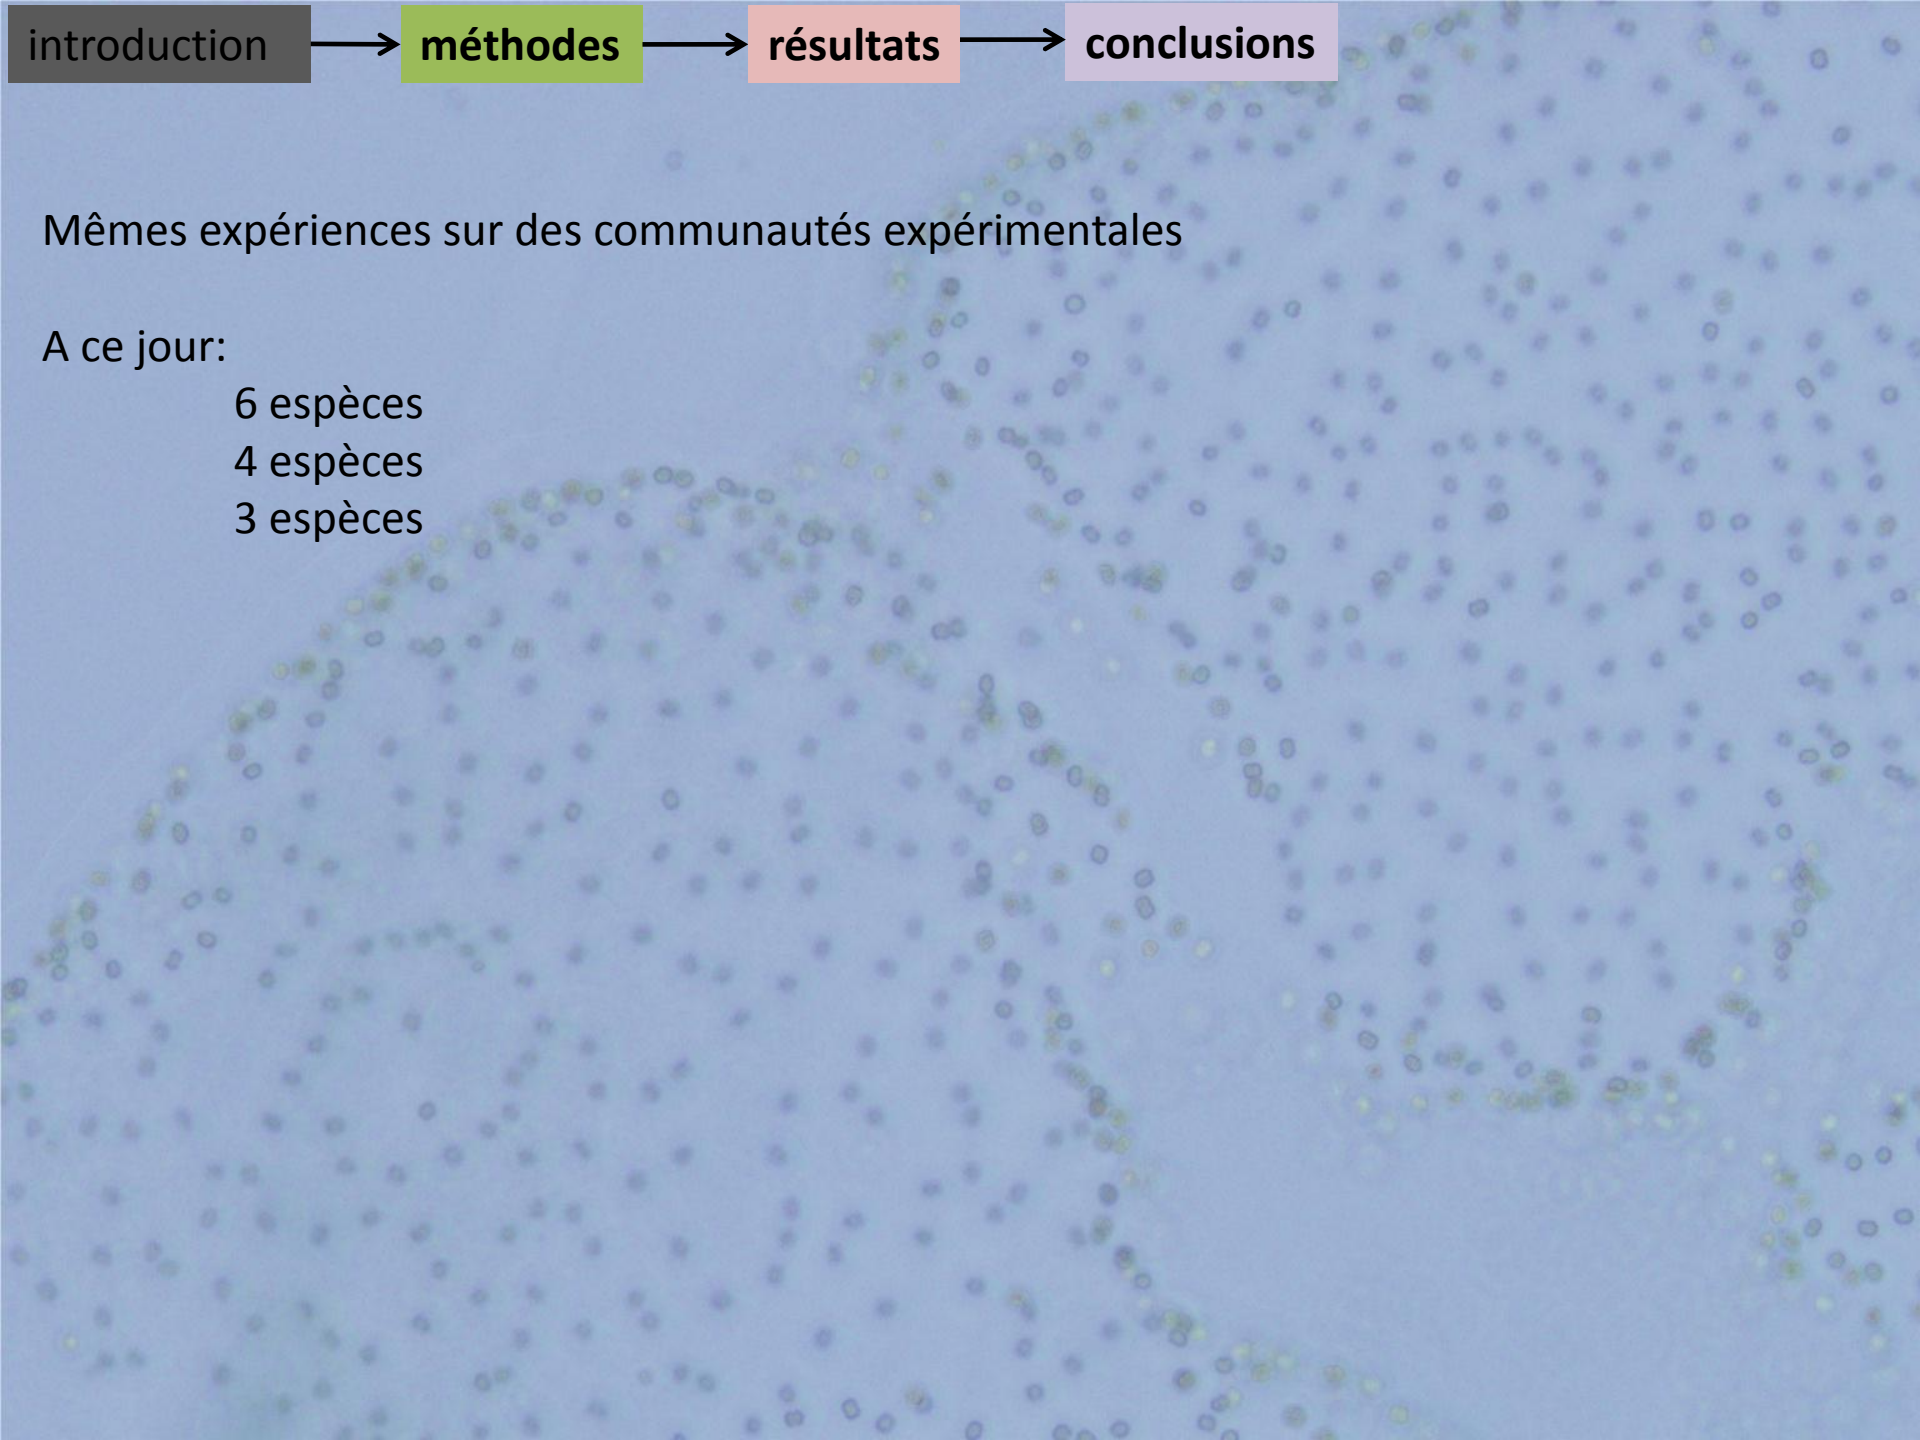 introduction méthodes résultats conclusions
Mêmes expériences sur des communautés expérimentales
A ce jour:
6 espèces
4 espèces
3 espèces